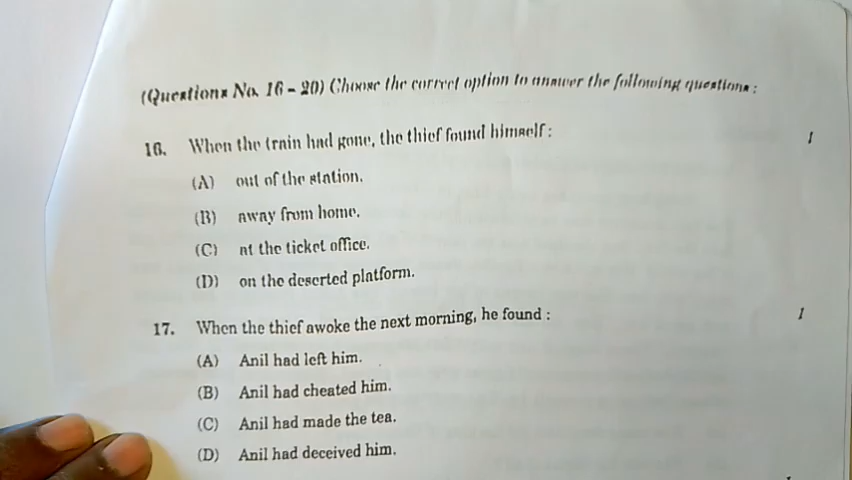 (Questions No. 16 – 20) Choose the correct option to answer the following questions :
16. When the train had gone, the thief found himself : 1
(A) out of the station.
(B) away from home.
(C) at the ticket office.
(D) on the deserted platform.
17. When the thief awoke the next morning, he found : 1
(A) Anil had left him.
(B) Anil had cheated him.
(C) Anil had made the tea.
(D) Anil had deceived him.